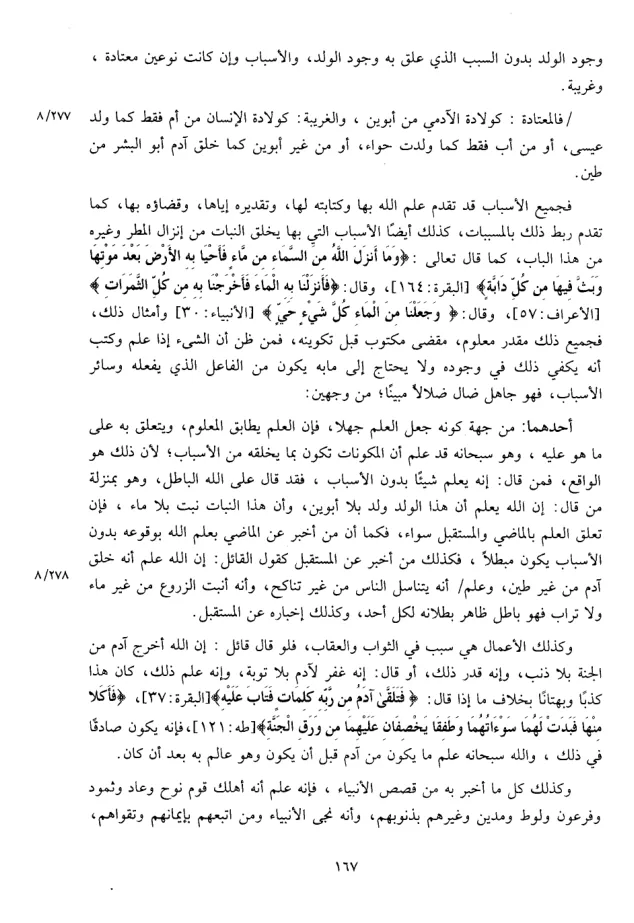 وجود الولد بدون السبب الذي علق به وجود الولد، والأسباب وإن كانت نوعين معتادة ،
وغريبة.
٨/٢٧٧
/ فالمعتادة : كولادة الآدمي من أبوين ، والغريبة: كولادة الإنسان من أم فقط كما ولد
عيسى، أو من أب فقط كما ولدت حواء، أو من غير أبوين كما خلق آدم أبو البشر من
طين.
فجميع الأسباب قد تقدم علم الله بها وكتابته لها، وتقديره إياها، وقضاؤه بها، كما
تقدم ربط ذلك بالمسببات، كذلك أيضًا الأسباب التي بها يخلق النبات من إنزال المطر وغيره
من هذا الباب، كما قال تعالى : ﴿وَمَا أَنزَلَ اللَّهُ مِنَ السَّمَاءِ مِن مَّاءٍ فَأَحْيَا بِهِ الأَرْضَ بَعْدَ مَوْتِهَا
وَبَثَّ فِيهَا مِن كُلِّ دَابَّةٍ﴾ [البقرة:١٦٤]، وقال: ﴿فَأَنزَلْنَا بِهِ الْمَاءَ فَأَخْرَجْنَا بِهِ مِن كُلِّ الثَّمَرَاتِ ﴾
[الأعراف:٥٧]، وقال: ﴿ وَجَعَلْنَا مِنَ الْمَاءِ كُلَّ شَيْءٍ حَيٍّ ﴾ [الأنبياء:٣٠] وأمثال ذلك،
فجميع ذلك مقدر معلوم، مقضى مكتوب قبل تكوينه، فمن ظن أن الشىء إذا علم وكتب
أنه يكفي ذلك في وجوده ولا يحتاج إلى مابه يكون من الفاعل الذي يفعله وسائر
الأسباب، فهو جاهل ضال ضلالاً مبينًا؛ من وجهين:
أحدهما: من جهة كونه جعل العلم جهلا، فإن العلم يطابق المعلوم، ويتعلق به على
ما هو عليه ، وهو سبحانه قد علم أن المكونات تكون بما يخلقه من الأسباب؛ لأن ذلك هو
الواقع، فمن قال: إنه يعلم شيئًا بدون الأسباب ، فقد قال على الله الباطل، وهو بمنزلة
من قال: إن الله يعلم أن هذا الولد ولد بلا أبوين، وأن هذا النبات نبت بلا ماء ، فإن
تعلق العلم بالماضي والمستقبل سواء، فكما أن من أخبر عن الماضي بعلم الله بوقوعه بدون
الأسباب يكون مبطلاً ، فكذلك من أخبر عن المستقبل كقول القائل: إن الله علم أنه خلق
٨/٢٧٨
آدم من غير طين، وعلم/ أنه يتناسل الناس من غير تناكح، وأنه أنبت الزروع من غير ماء
ولا تراب فهو باطل ظاهر بطلانه لكل أحد، وكذلك إخباره عن المستقبل.
وكذلك الأعمال هي سبب في الثواب والعقاب، فلو قال قائل : إن الله أخرج آدم من
الجنة بلا ذنب، وإنه قدر ذلك، أو قال: إنه غفر لآدم بلا توبة، وإنه علم ذلك، كان هذا
كذبًا وبهتانًا بخلاف ما إذا قال: ﴿ فَتَلَقَّىٰ آدَمُ مِن رَّبِّهِ كَلِمَاتٍ فَتَابَ عَلَيْهِ﴾[البقرة:٣٧]، ﴿فَأَكَلا
مِنْهَا فَبَدَتْ لَهُمَا سَوْءَاتُهُمَا وَطَفِقَا يَخْصِفَانِ عَلَيْهِمَا مِن وَرَقِ الْجَنَّةِ﴾[طه:١٢١]،فإنه يكون صادقًا
في ذلك ، والله سبحانه علم ما يكون من آدم قبل أن يكون وهو عالم به بعد أن كان.
وكذلك كل ما أخبر به من قصص الأنبياء ، فإنه علم أنه أهلك قوم نوح وعاد وثمود
وفرعون ولوط ومدين وغيرهم بذنوبهم، وأنه نجى الأنبياء ومن اتبعهم بإيمانهم وتقواهم،
١٦٧